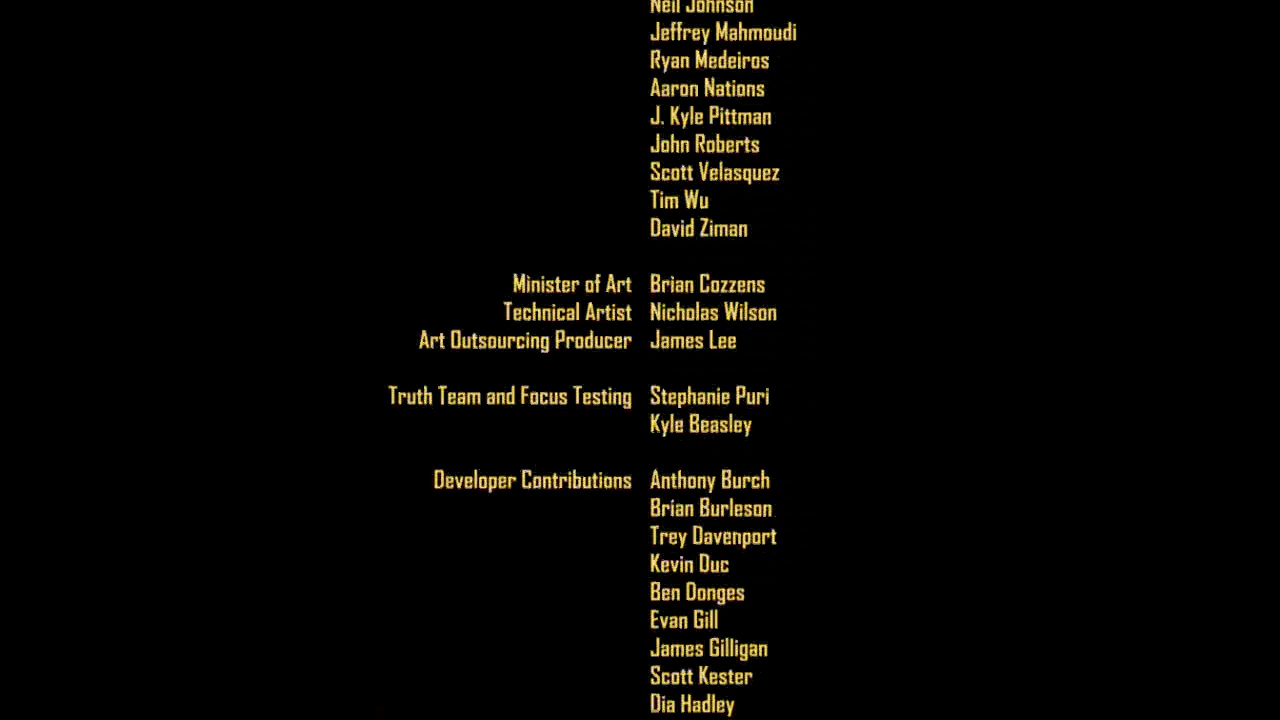 Neil Johnson
Jeffrey Mahmoudi
Ryan Medeiros
Aaron Nations
J. Kyle Pittman
John Roberts
Scott Velasquez
Tim Wu
David Ziman
Minister of Art Brian Cozzens
Technical Artist Nicholas Wilson
Art Outsourcing Producer James Lee
Truth Team and Focus Testing Stephanie Puri
Kyle Beasley
Developer Contributions Anthony Burch
Brian Burleson
Trey Davenport
Kevin Duc
Ben Donges
Evan Gill
James Gilligan
Scott Kester
Dia Hadley